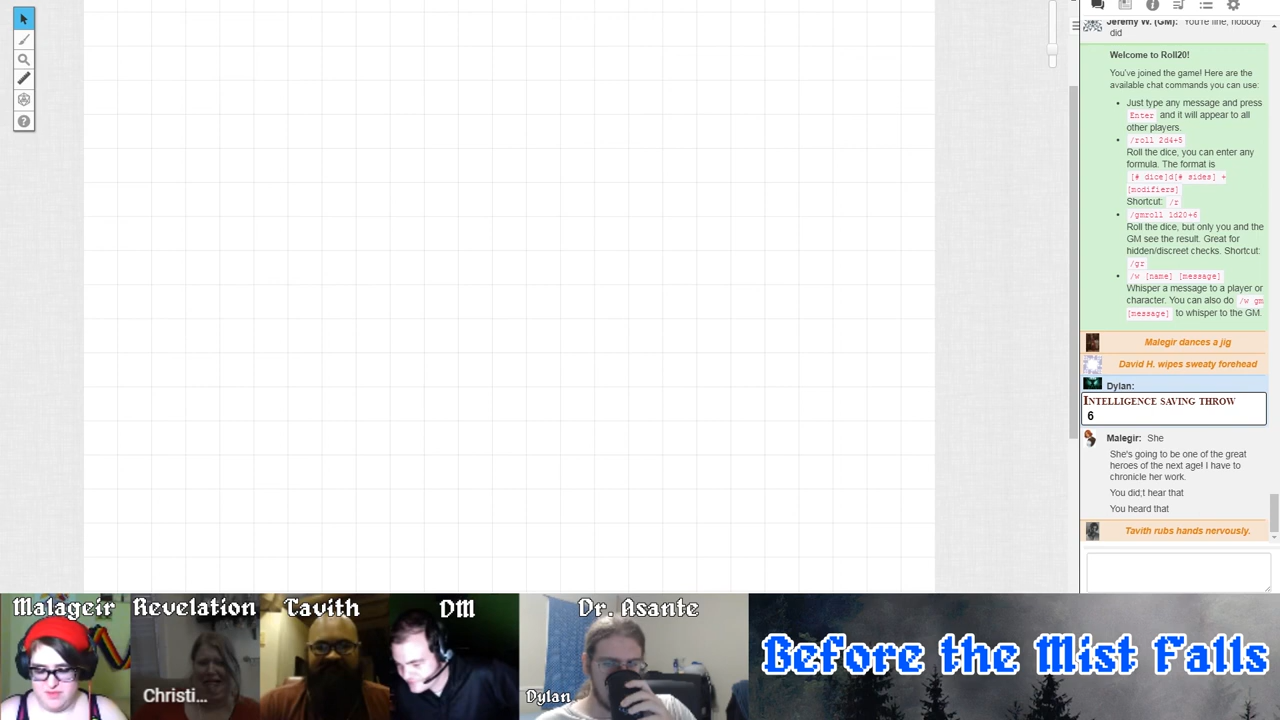 Jeremy W. (GM): You're fine, nobody
did
Welcome to Roll20!
You've joined the game! Here are the
available chat commands you can use:
Just type any message and press
Enter and it will appear to all
other players.
/roll 2d4+5
Roll the dice, you can enter any
formula. The format is
[# dice]d[# sides] +
[modifiers]
Shortcut: /r
/gmroll 1d20+6
Roll the dice, but only you and the
GM see the result. Great for
hidden/discreet checks. Shortcut:
/gr
/w [name] [message]
Whisper a message to a player or
character. You can also do /w gm
[message] to whisper to the GM.
Malegir dances a jig
David H. wipes sweaty forehead
Dylan:
INTELLIGENCE SAVING THROW
6
Malegir: She
She's going to be one of the great
heroes of the next age! I have to
chronicle her work.
You did;t hear that
You heard that
Tavith rubs hands nervously.
Malageir
Revelation
Tavith
DM
Dr. Asante
Christi...
Dylan
Before the Mist Falls